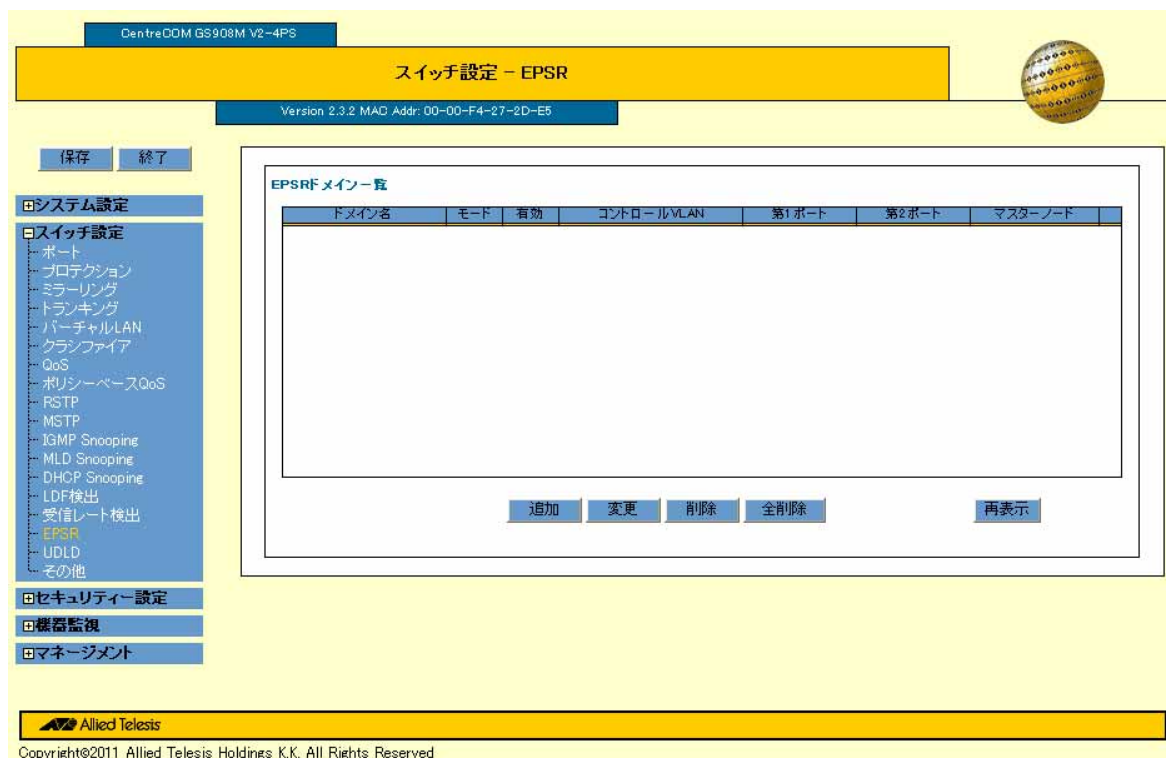 CentreCOM GS908M V2-4PS
スイッチ設定 - EPSR
Version 2.3.2 MAC Addr: 00-00-F4-27-2D-E5
保存 終了
システム設定
スイッチ設定
ポート
プロテクション
ミラーリング
トランキング
バーチャルLAN
クラシファイア
QoS
ポリシーベースQoS
RSTP
MSTP
IGMP Snooping
MLD Snooping
DHCP Snooping
LDF検出
受信レート検出
EPSR
UDLD
その他
セキュリティー設定
機器監視
マネージメント
EPSRドメイン一覧
ドメイン名 モード 有効 コントロールVLAN 第1ポート 第2ポート マスターノード
追加 変更 削除 全削除 再表示
Allied Telesis
Copyright©2011 Allied Telesis Holdings K.K. All Rights Reserved